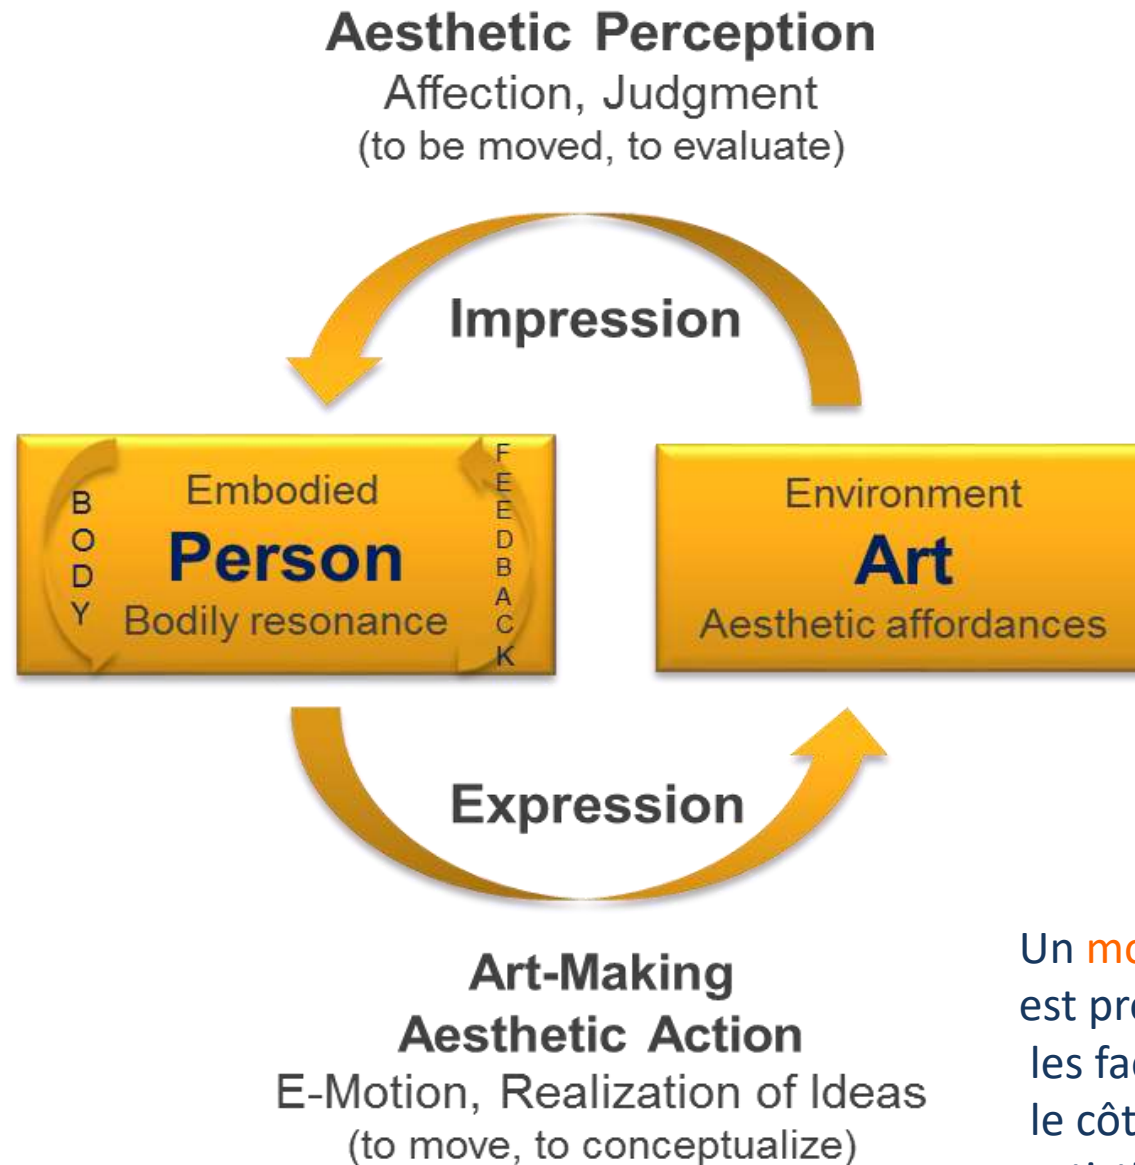 Aesthetic Perception
Affection, Judgment
(to be moved, to evaluate)
Impression
BODY
Embodied
Person
Bodily resonance
FEEDBACK
Environment
Art
Aesthetic affordances
Expression
Art-Making
Aesthetic Action
E-Motion, Realization of Ideas
(to move, to conceptualize)
Un
est
les
le